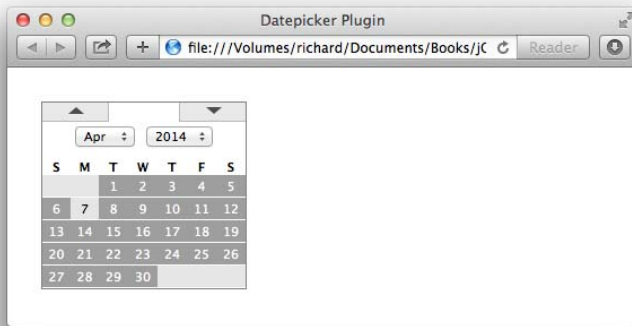 Datepicker Plugin
file:///Volumes/richard/Documents/Books/jQ
Reader
Apr 2014
S M T W T F S
1 2 3 4 5
6 7 8 9 10 11 12
13 14 15 16 17 18 19
20 21 22 23 24 25 26
27 28 29 30